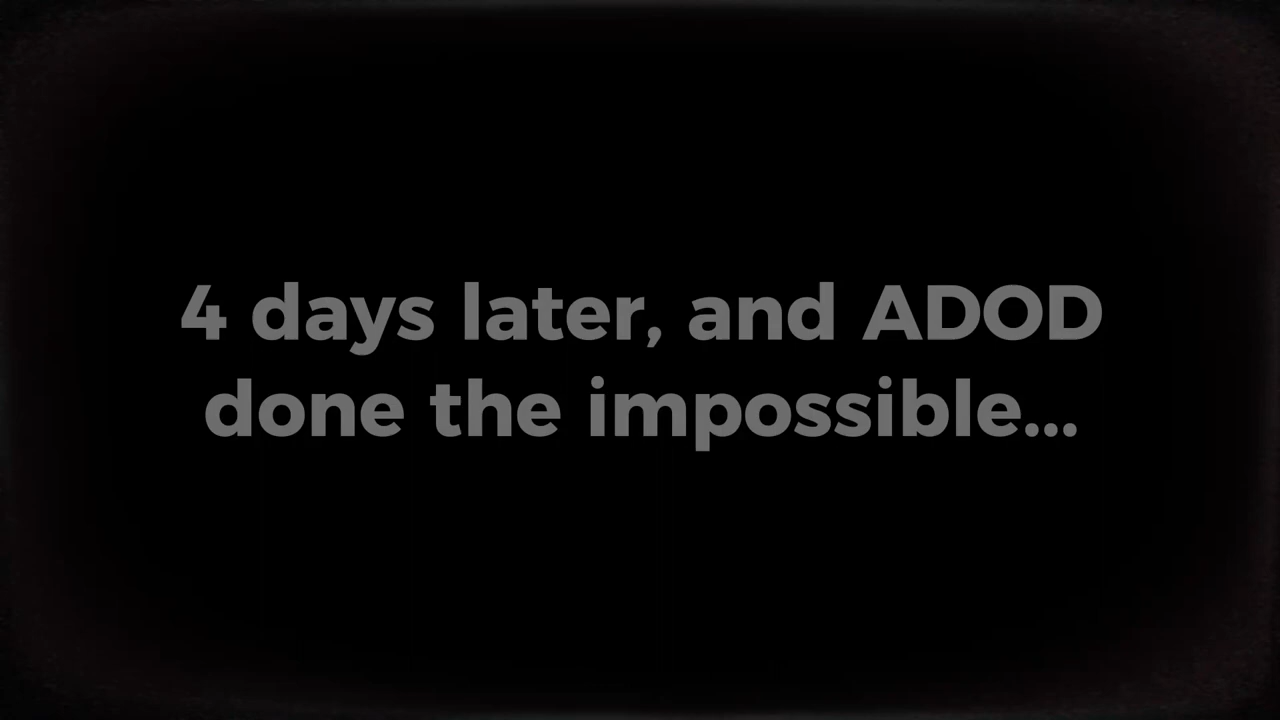 4 days later, and ADOD
done the impossible...